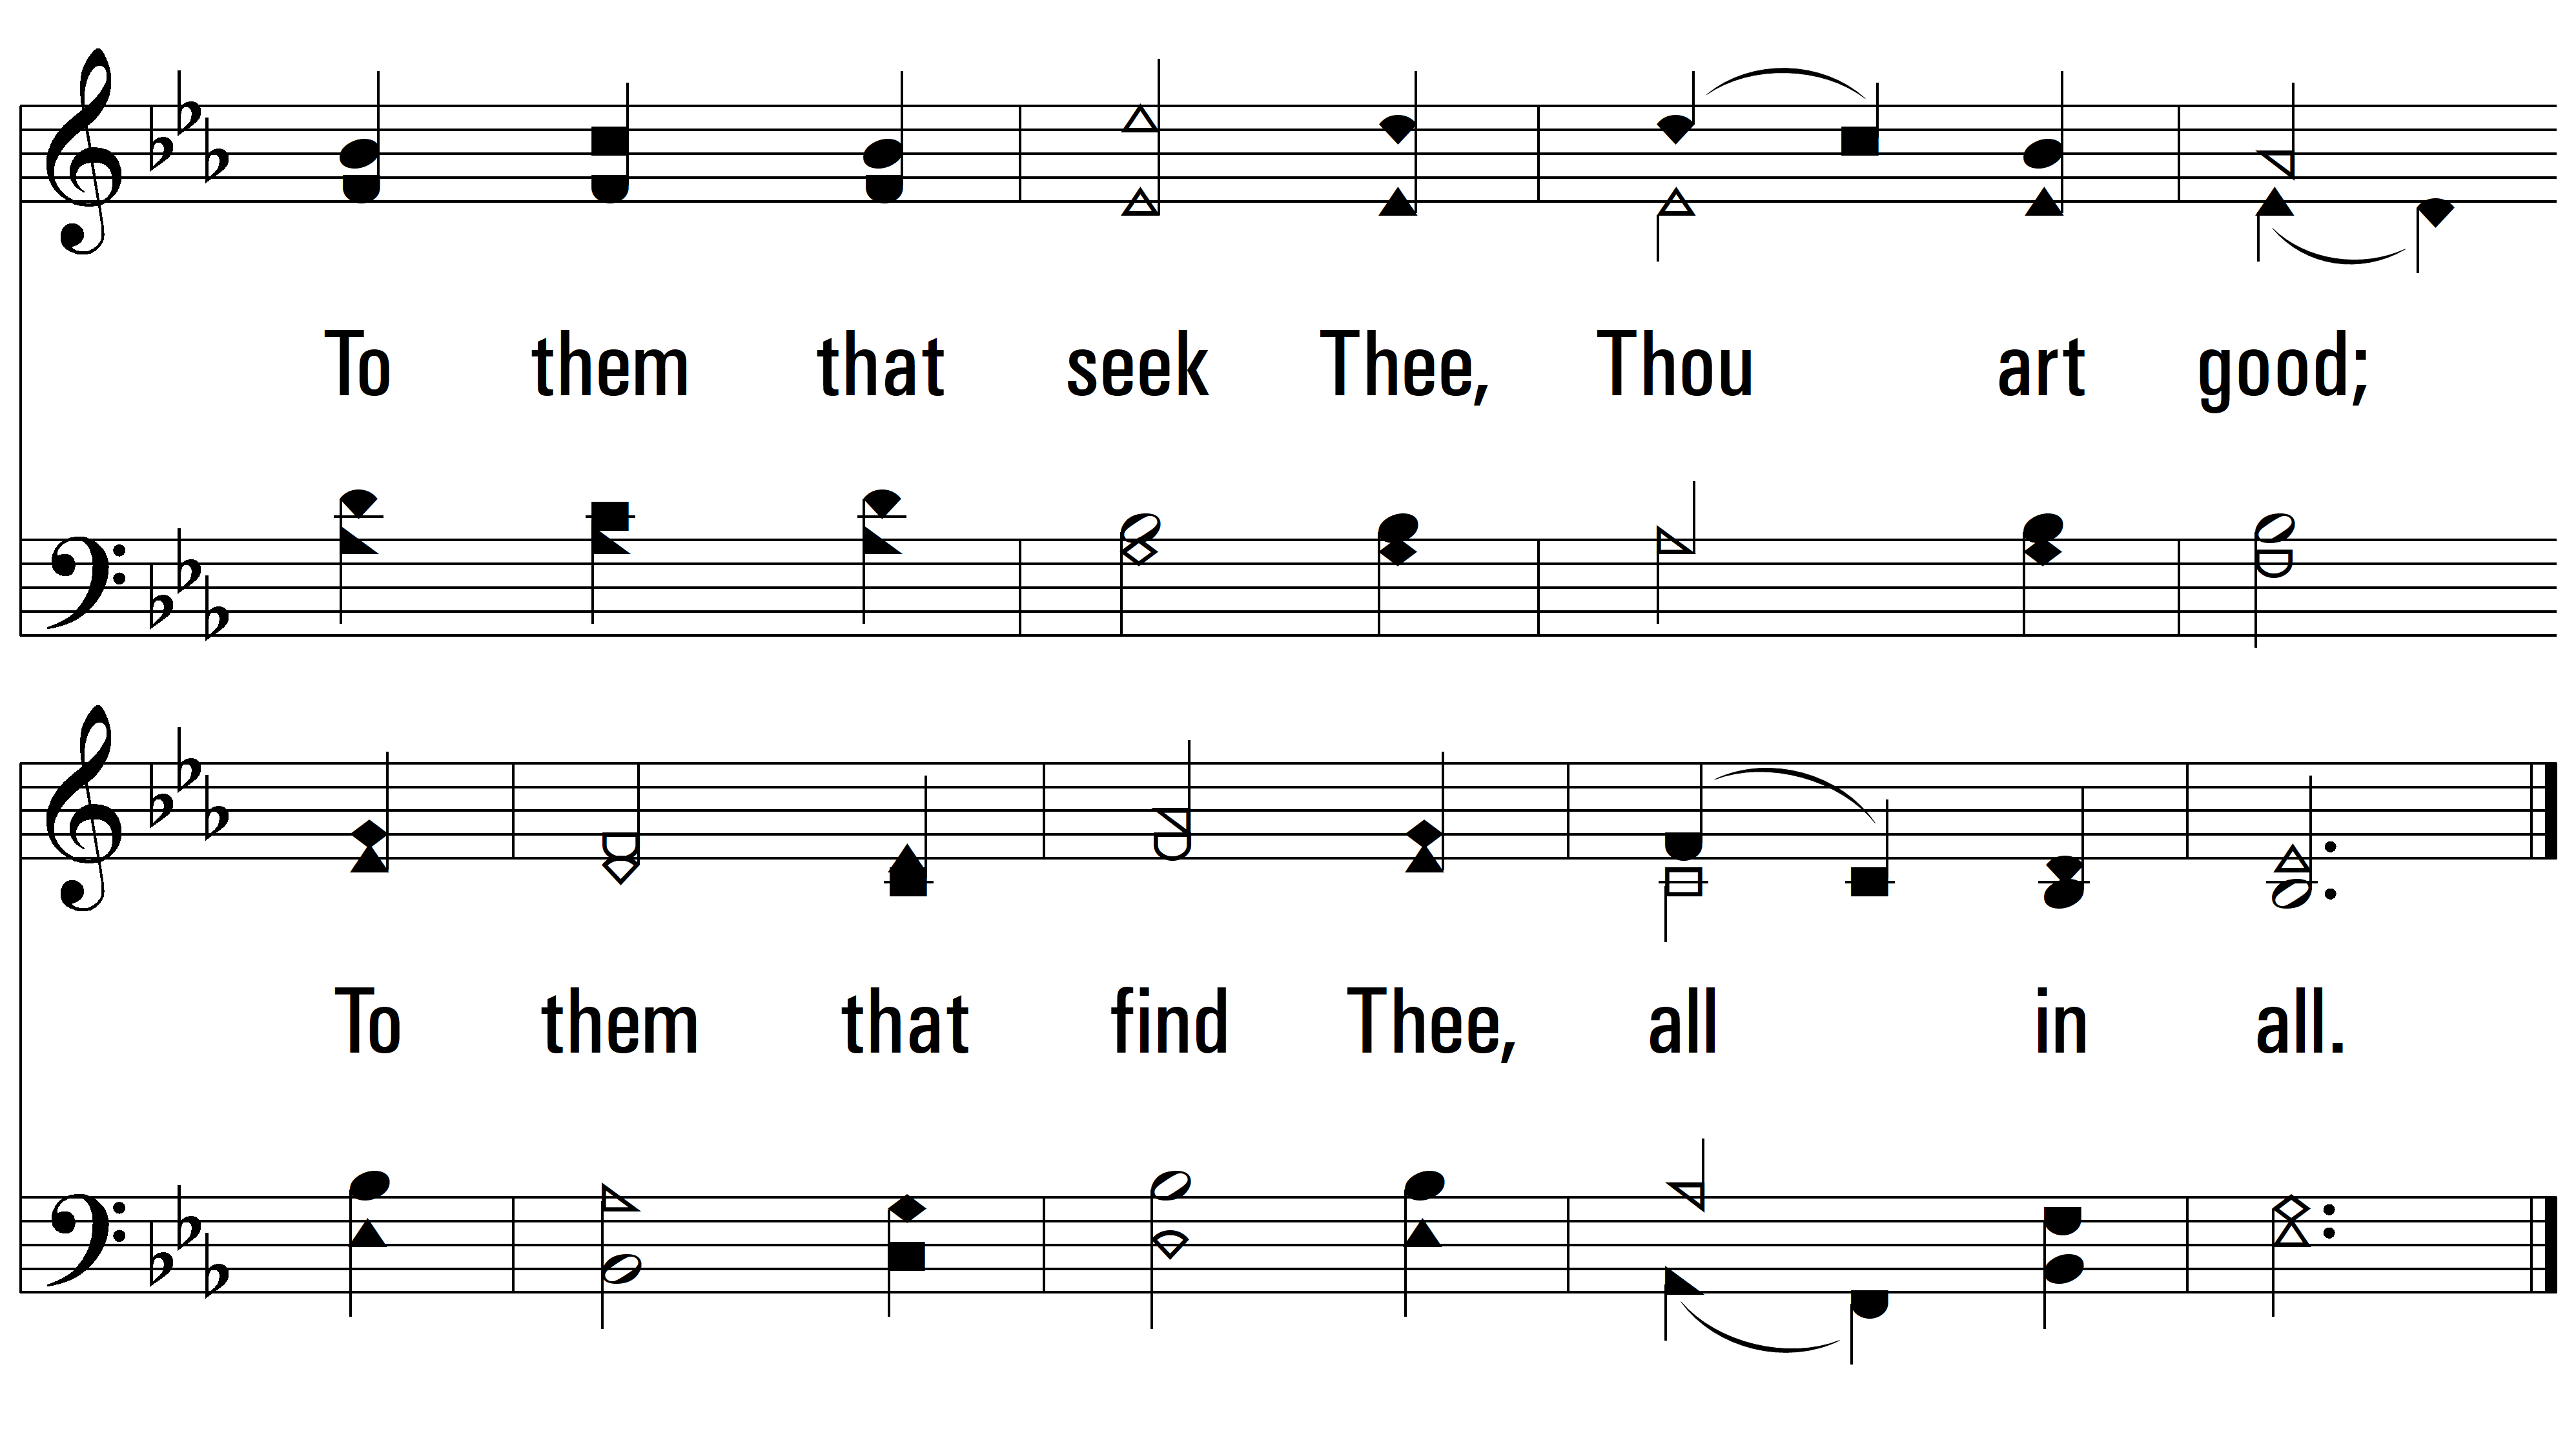 To them that seek Thee, Thou art good;
To them that find Thee, all in all.